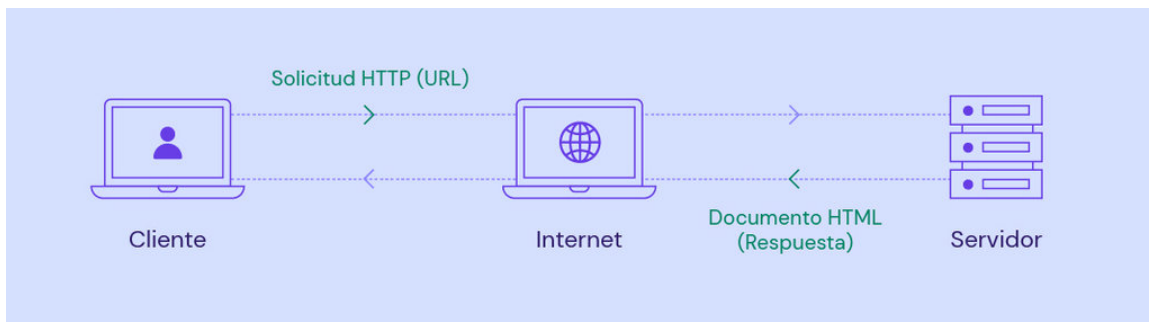 Solicitud HTTP (URL)
Documento HTML
(Respuesta)
Cliente
Internet
Servidor